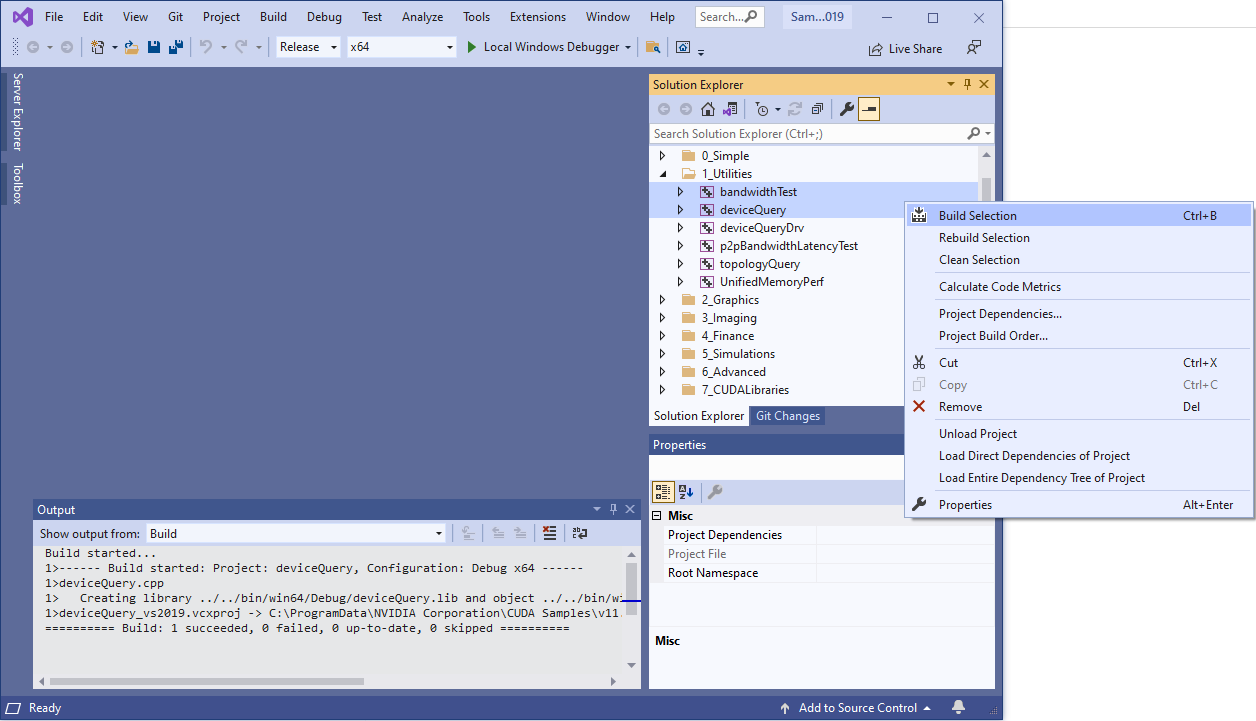 File Edit View Git Project Build Debug Test Analyze Tools Extensions Window Help Search... Sam...019
Release x64 Local Windows Debugger Live Share
Server Explorer
Toolbox
Solution Explorer
Search Solution Explorer (Ctrl+;)
0_Simple
1_Utilities
bandwidthTest
deviceQuery
deviceQueryDrv
p2pBandwidthLatencyTest
topologyQuery
UnifiedMemoryPerf
2_Graphics
3_Imaging
4_Finance
5_Simulations
6_Advanced
7_CUDALibraries
Solution Explorer Git Changes
Build Selection Ctrl+B
Rebuild Selection
Clean Selection
Calculate Code Metrics
Project Dependencies...
Project Build Order...
Cut Ctrl+X
Copy Ctrl+C
Remove Del
Unload Project
Load Direct Dependencies of Project
Load Entire Dependency Tree of Project
Properties Alt+Enter
Properties
Misc
Project Dependencies
Project File
Root Namespace
Misc
Output
Show output from: Build
Build started...
1>------ Build started: Project: deviceQuery, Configuration: Debug x64 ------
1>deviceQuery.cpp
1>   Creating library ../../bin/win64/Debug/deviceQuery.lib and object ../../bin/wi
1>deviceQuery_vs2019.vcxproj -> C:\ProgramData\NVIDIA Corporation\CUDA Samples\v11.
========== Build: 1 succeeded, 0 failed, 0 up-to-date, 0 skipped ==========
Ready Add to Source Control